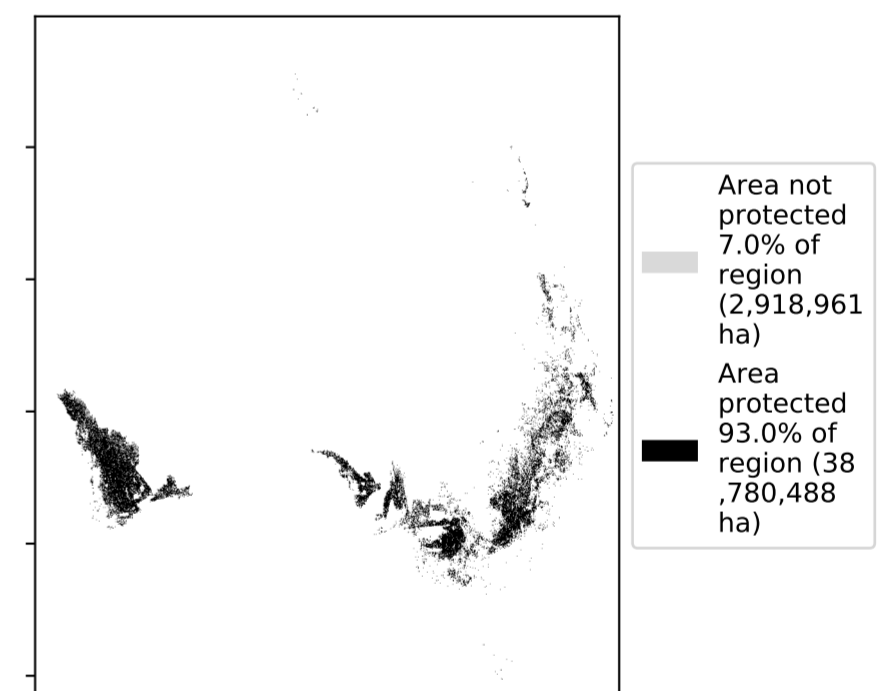 Area not
protected
7.0% of
region
(2,918,961
ha)
Area
protected
93.0% of
region (38
,780,488
ha)